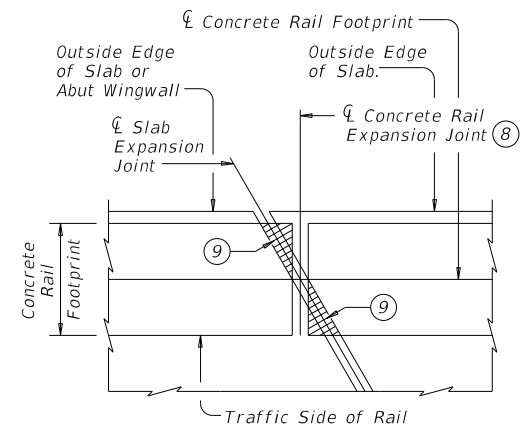 ℄ Concrete Rail Footprint
Outside Edge
of Slab or
Abut Wingwall
Outside Edge
of Slab.
℄ Slab
Expansion
Joint
℄ Concrete Rail
Expansion Joint 8
9
9
Concrete
Rail
Footprint
Traffic Side of Rail